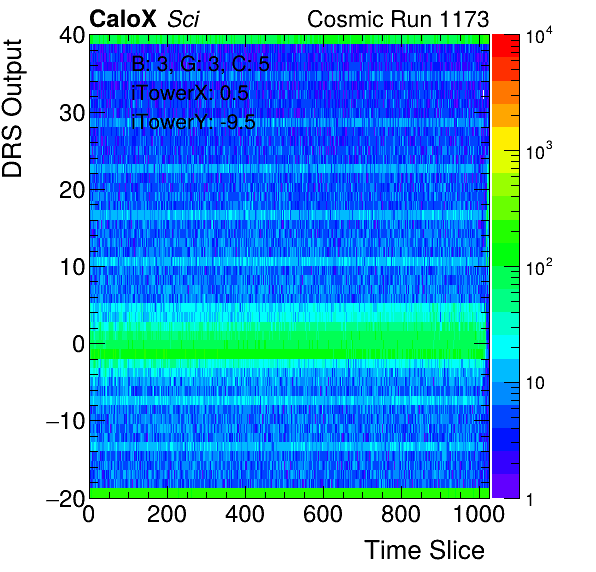 CaloX Sci Cosmic Run 1173
DRS Output
B: 3, G: 3, C: 5
iTowerX: 0.5
iTowerY: -9.5
40
30
20
10
0
−10
−20
0 200 400 600 800 1000
Time Slice
10^4
10^3
10^2
10
1